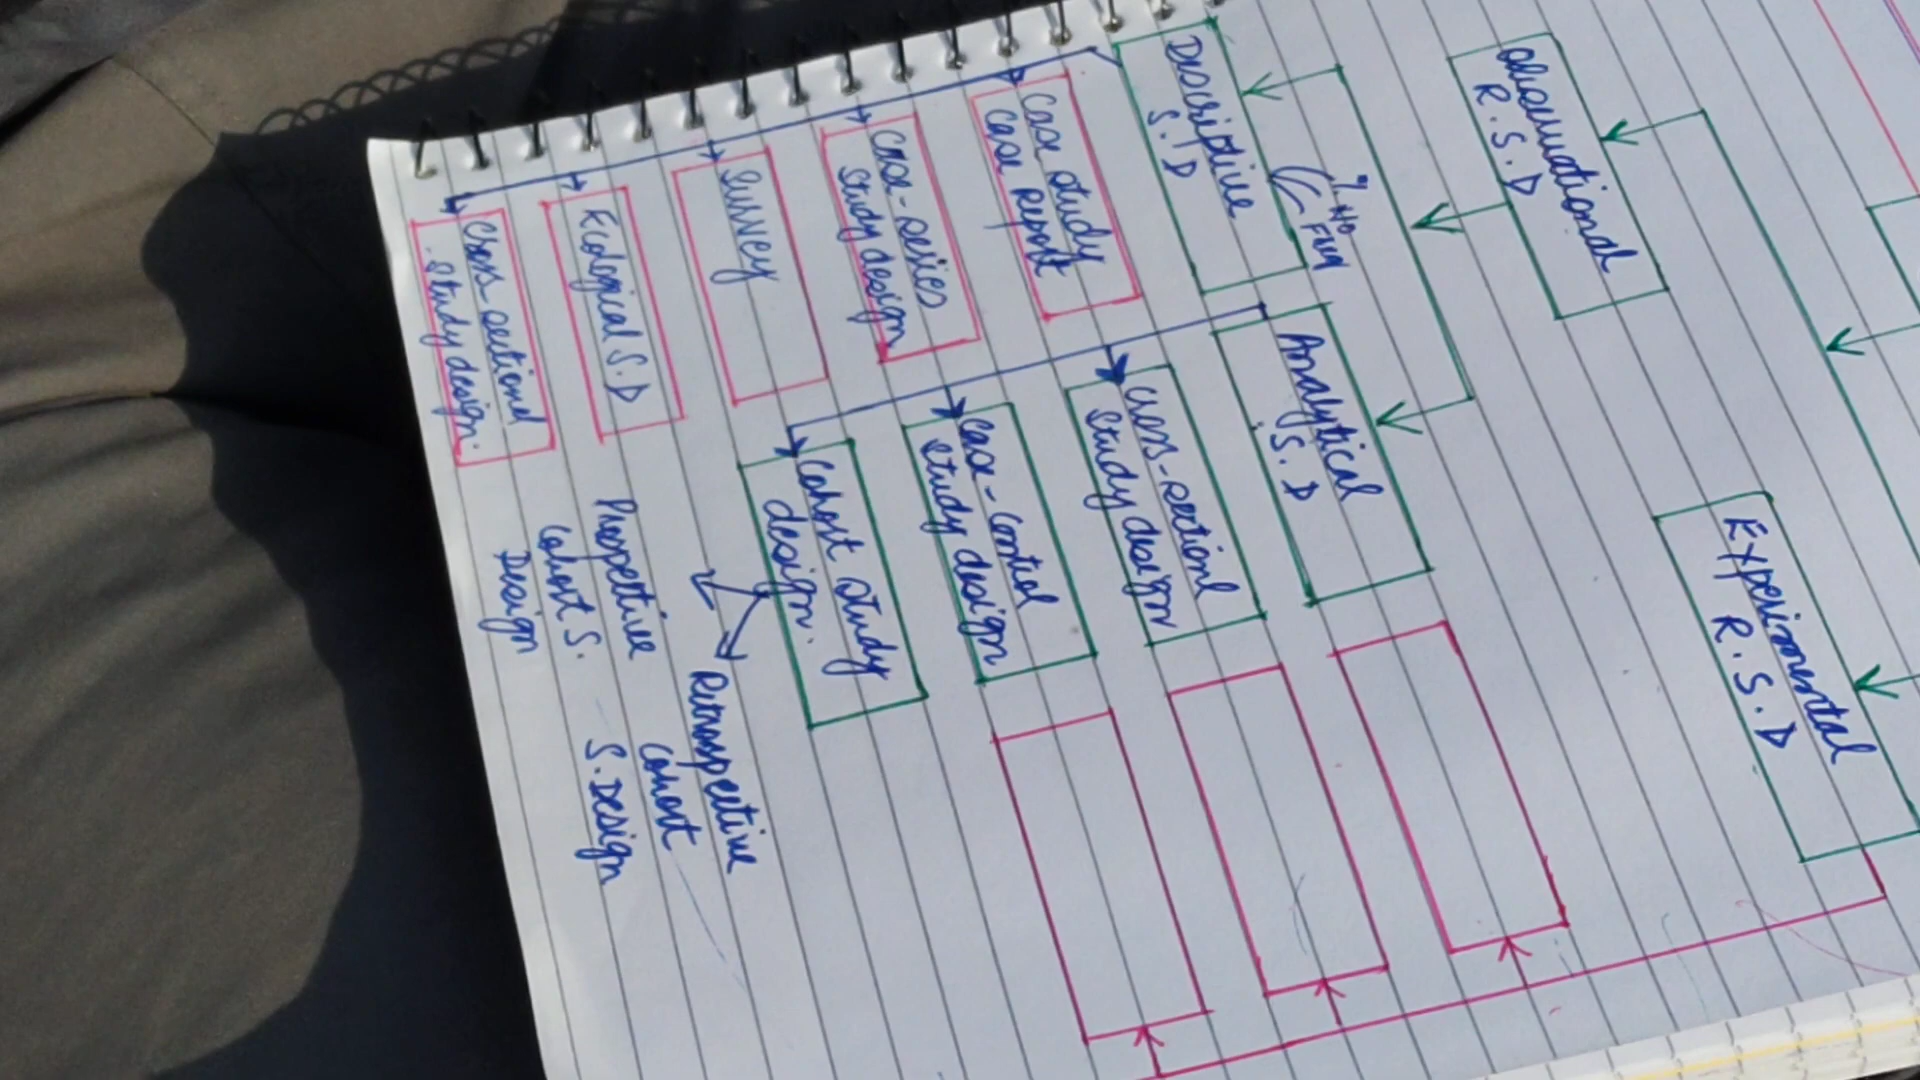 Observational
R. S. D
Experimental
R. S. D
? No
FUP
Descriptive
S. D
Analytical
S. D
Case study
Case Report
Case-series
study design
survey
Ecological S. D
Cross sectional
study design.
Cross-sectionl
study design
Case-control
study design
Cohort study
design.
Prospective
Cohort S.
Design
Retrospective
Cohort
S. Design